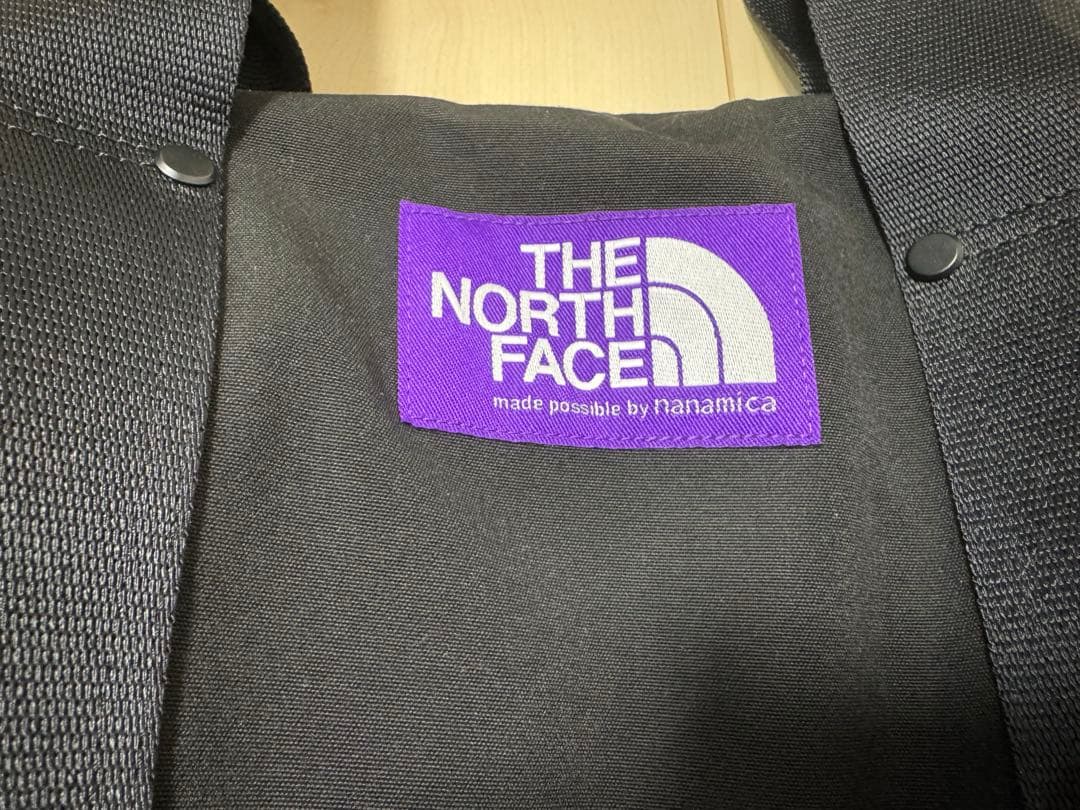 THE
NORTH
FACE
made possible by nanamica